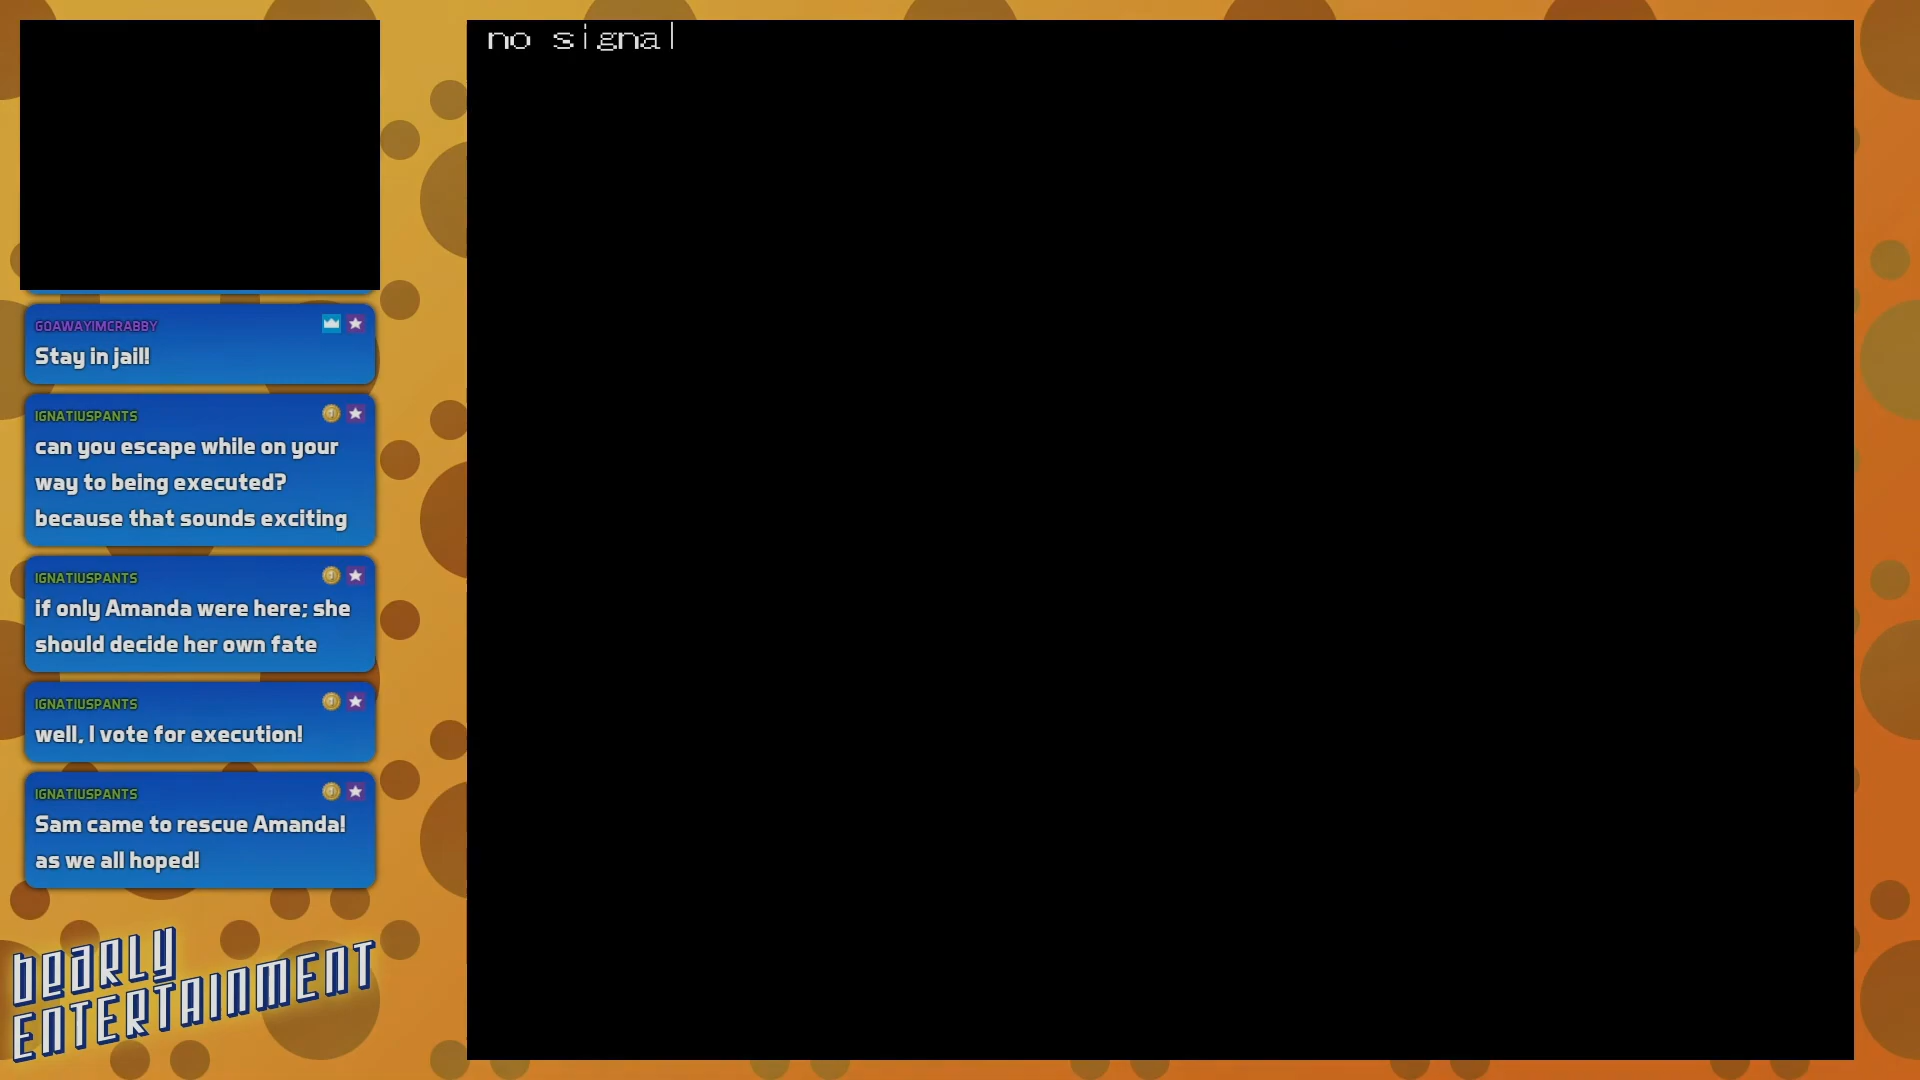 no signal
GOAWAYIMCRABBY
Stay in jail!
IGNATIUSPANTS
can you escape while on your
way to being executed?
because that sounds exciting
IGNATIUSPANTS
if only Amanda were here; she
should decide her own fate
IGNATIUSPANTS
well, I vote for execution!
IGNATIUSPANTS
Sam came to rescue Amanda!
as we all hoped!
bearly
entertainment